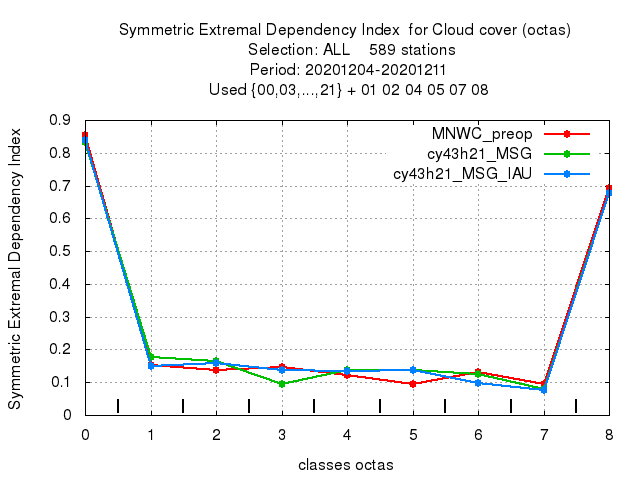 Symmetric Extremal Dependency Index  for Cloud cover (octas)
Selection: ALL    589 stations
Period: 20201204-20201211
Used {00,03,...,21} + 01 02 04 05 07 08
Symmetric Extremal Dependency Index
0.9
0.8
0.7
0.6
0.5
0.4
0.3
0.2
0.1
0
MNWC_preop
cy43h21_MSG
cy43h21_MSG_IAU
0 1 2 3 4 5 6 7 8
classes octas